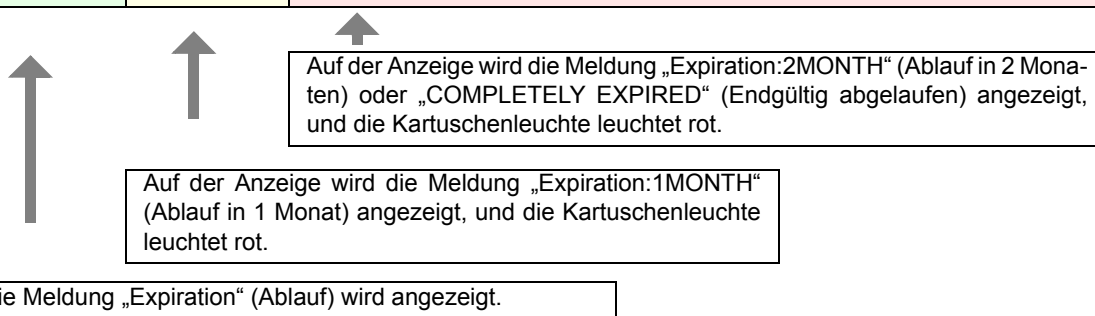 Auf der Anzeige wird die Meldung „Expiration:2MONTH“ (Ablauf in 2 Mona-
ten) oder „COMPLETELY EXPIRED“ (Endgültig abgelaufen) angezeigt,
und die Kartuschenleuchte leuchtet rot.
Auf der Anzeige wird die Meldung „Expiration:1MONTH“
(Ablauf in 1 Monat) angezeigt, und die Kartuschenleuchte
leuchtet rot.
ie Meldung „Expiration“ (Ablauf) wird angezeigt.